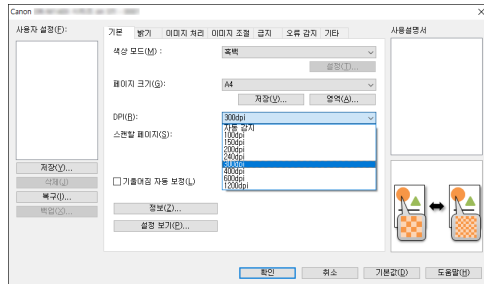 Canon
사용자 설정(F):
저장(V)...
삭제(J)
복구(I)...
백업(X)...
기본 밝기 이미지 처리 이미지 조절 급지 오류 감지 기타
색상 모드(M) :
흑백
설정(T)...
페이지 크기(G):
A4
저장(V)... 영역(A)...
DPI(R):
300dpi
자동 감지
100dpi
150dpi
200dpi
240dpi
300dpi
400dpi
600dpi
1200dpi
스캔할 페이지(S):
기울어짐 자동 보정(L)
정보(Z)...
설정 보기(P)...
사용설명서
확인 취소 기본값(D) 도움말(H)